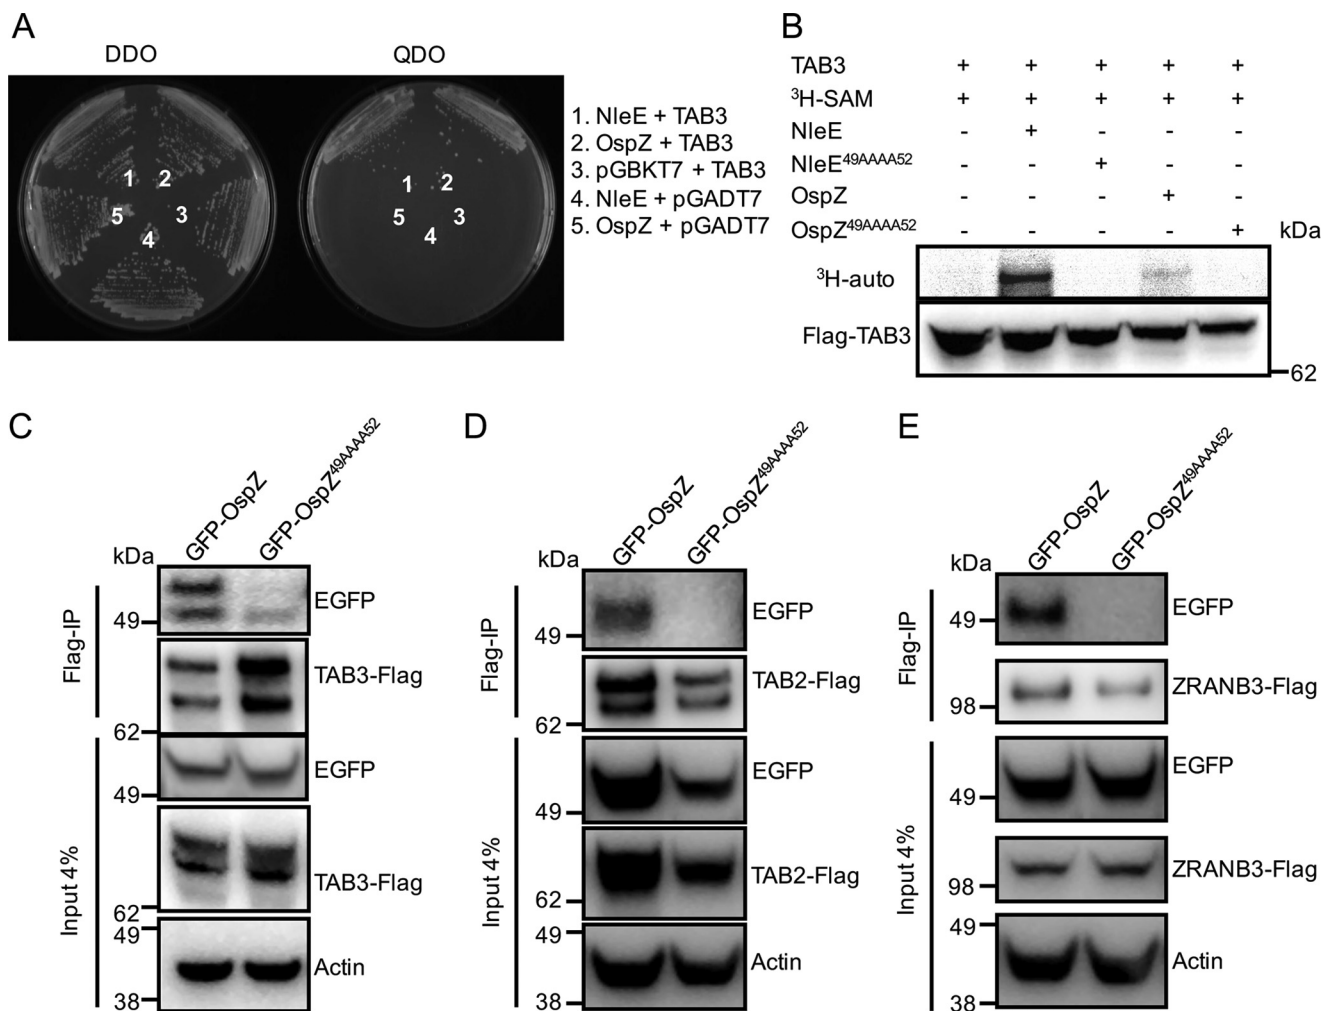 A
DDO
QDO
1
2
3
4
5
1
2
3
4
5
1. NleE + TAB3
2. OspZ + TAB3
3. pGBKT7 + TAB3
4. NleE + pGADT7
5. OspZ + pGADT7
B
TAB3 + + + + +
³H-SAM + + + + +
NleE - + - - -
NleE⁴⁹ᴬᴬᴬᴬ⁵² - - + - -
OspZ - - - + -
OspZ⁴⁹ᴬᴬᴬᴬ⁵² - - - - +
kDa
³H-auto
Flag-TAB3
62
C
GFP-OspZ
GFP-OspZ⁴⁹ᴬᴬᴬᴬ⁵²
kDa
Flag-IP
49
EGFP
TAB3-Flag
62
Input 4%
EGFP
49
TAB3-Flag
62
49
Actin
38
D
GFP-OspZ
GFP-OspZ⁴⁹ᴬᴬᴬᴬ⁵²
kDa
Flag-IP
EGFP
49
TAB2-Flag
62
Input 4%
EGFP
49
TAB2-Flag
62
49
Actin
38
E
GFP-OspZ
GFP-OspZ⁴⁹ᴬᴬᴬᴬ⁵²
kDa
Flag-IP
EGFP
49
ZRANB3-Flag
98
Input 4%
EGFP
49
ZRANB3-Flag
98
49
Actin
38